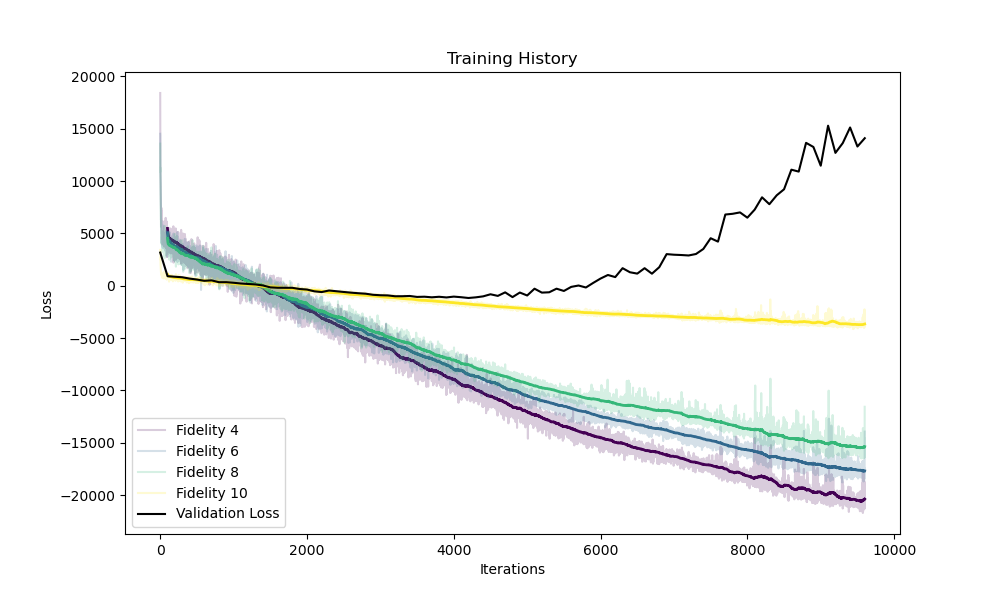 Training History
20000
15000
10000
5000
0
−5000
−10000
−15000
−20000
Loss
Fidelity 4
Fidelity 6
Fidelity 8
Fidelity 10
Validation Loss
0 2000 4000 6000 8000 10000
Iterations